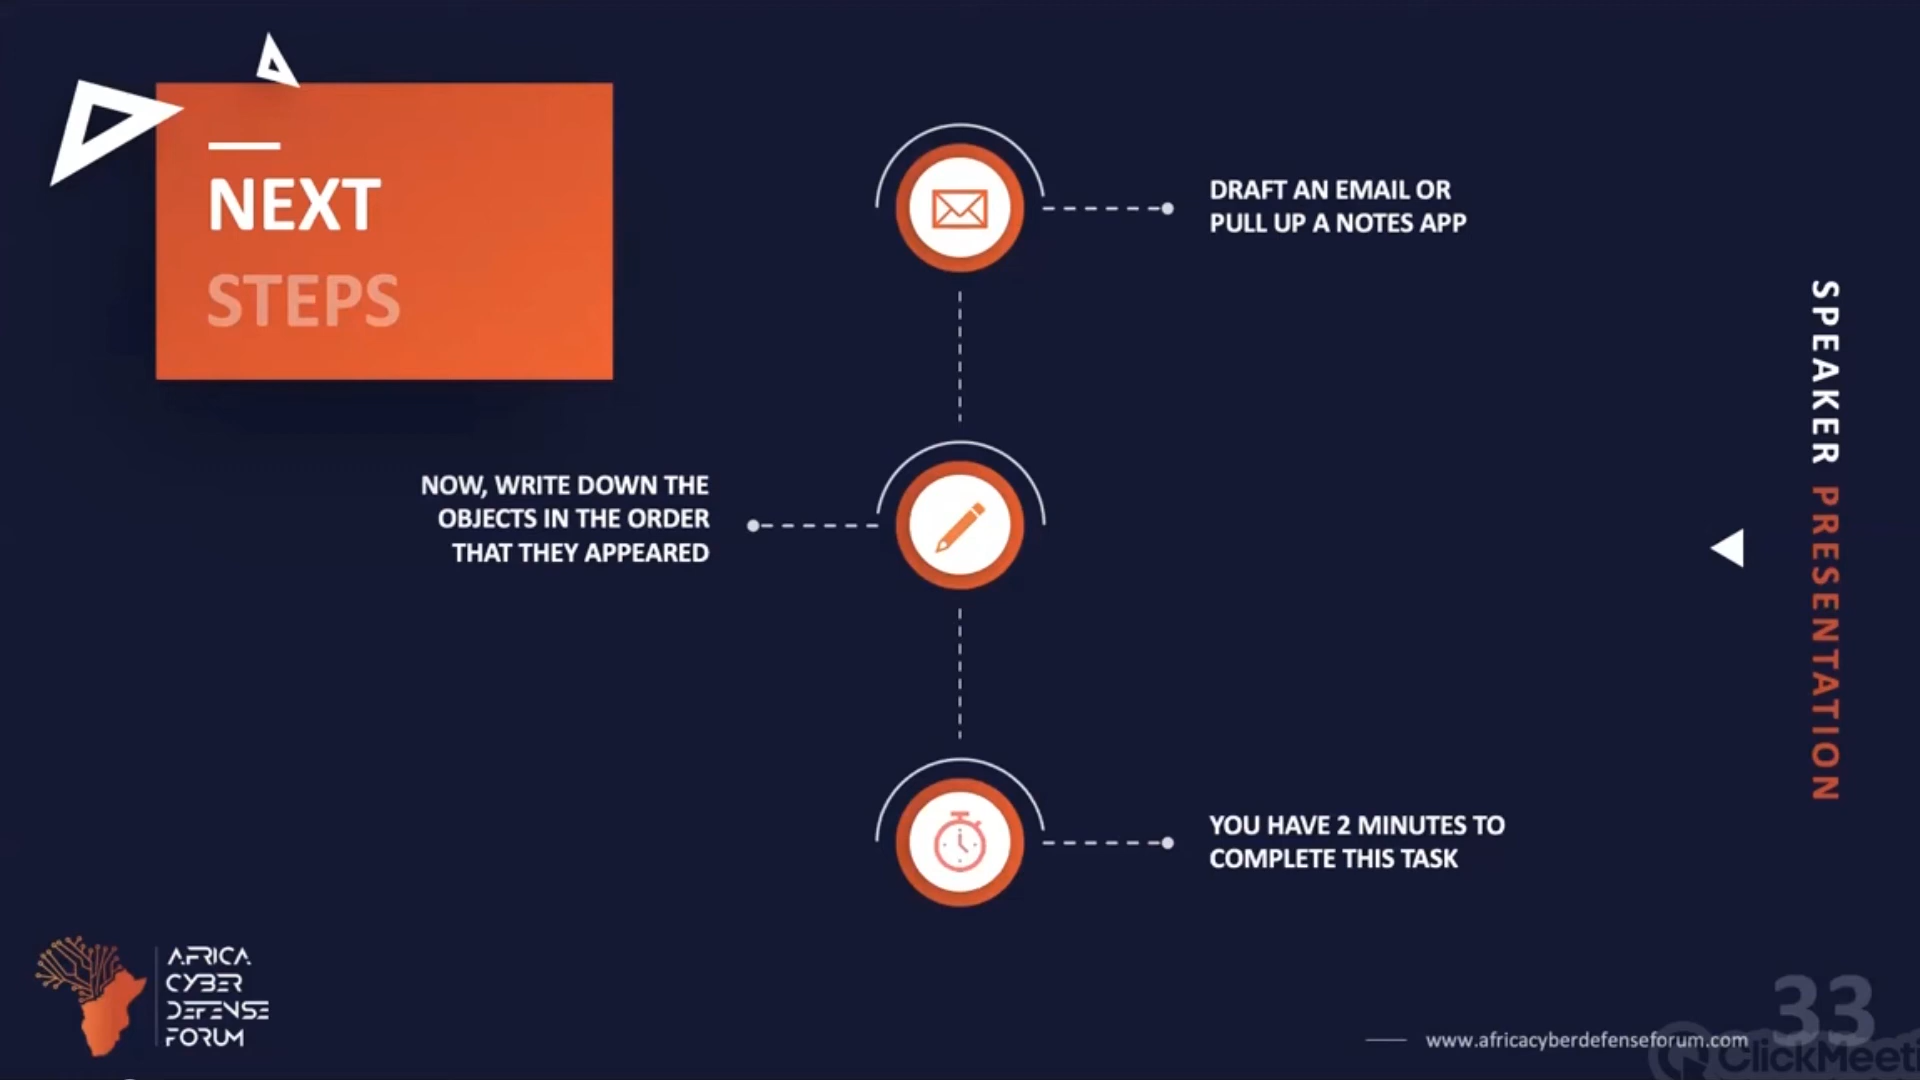 NEXT
STEPS
DRAFT AN EMAIL OR
PULL UP A NOTES APP
NOW, WRITE DOWN THE
OBJECTS IN THE ORDER
THAT THEY APPEARED
YOU HAVE 2 MINUTES TO
COMPLETE THIS TASK
SPEAKER PRESENTATION
AFRICA
CYBER
DEFENSE
FORUM
www.africacyberdefenseforum.com
33
ClickMeeti